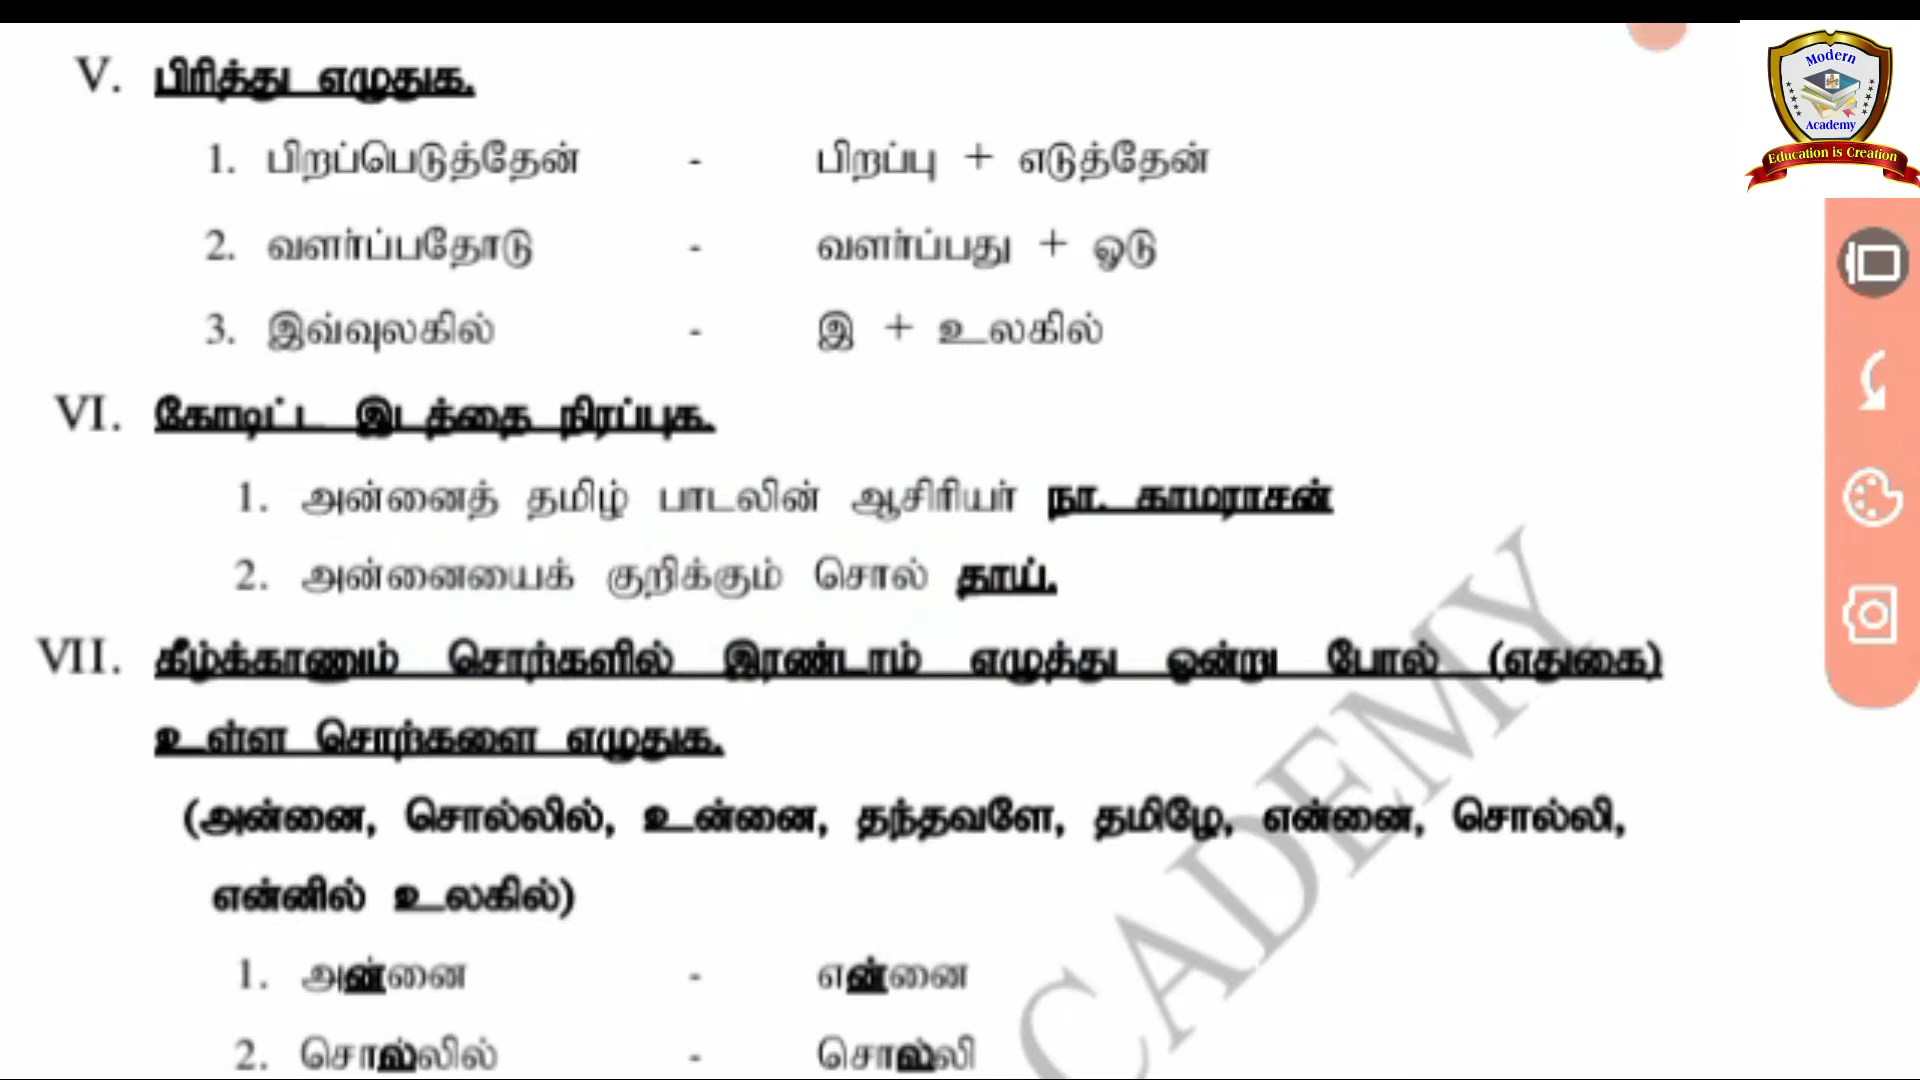 Modern
Academy
Education is Creation
V. பிரித்து எழுதுக.
1. பிறப்பெடுத்தேன் - பிறப்பு + எடுத்தேன்
2. வளர்ப்பதோடு - வளர்ப்பது + ஓடு
3. இவ்வுலகில் - இ + உலகில்
VI. கோடிட்ட இடத்தை நிரப்புக.
1. அன்னைத் தமிழ் பாடலின் ஆசிரியர் நா. காமராசன்
2. அன்னையைக் குறிக்கும் சொல் தாய்.
VII. கீழ்க்காணும் சொற்களில் இரண்டாம் எழுத்து ஒன்று போல் (எதுகை)
உள்ள சொற்களை எழுதுக.
(அன்னை, சொல்லில், உன்னை, தந்தவளே, தமிழே, என்னை, சொல்லி,
என்னில் உலகில்)
1. அன்னை - என்னை
2. சொல்லில் - சொல்லி
CADEMY